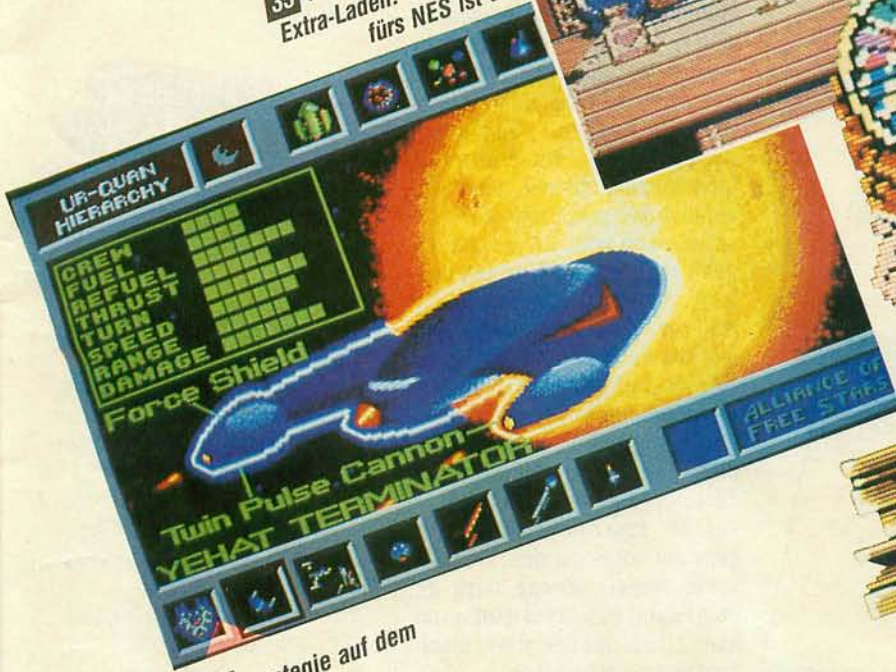 33
Extra-Laden.
fürs NES ist
UR-QUAN
HIERARCHY
CREW
FUEL
REFUEL
THRUST
TURN
SPEED
RANGE
DAMAGE
Force Shield
Twin Pulse Cannon
YEHAT TERMINATOR
ALLIANCE OF
FREE STARS
auf dem